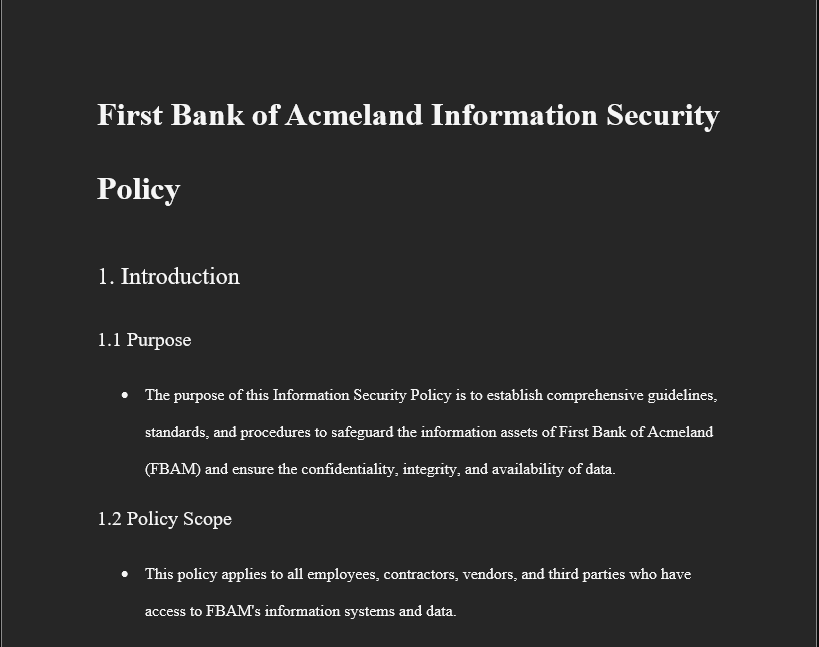 First Bank of Acmeland Information Security
Policy
1. Introduction
1.1 Purpose
• The purpose of this Information Security Policy is to establish comprehensive guidelines,
standards, and procedures to safeguard the information assets of First Bank of Acmeland
(FBAM) and ensure the confidentiality, integrity, and availability of data.
1.2 Policy Scope
• This policy applies to all employees, contractors, vendors, and third parties who have
access to FBAM's information systems and data.